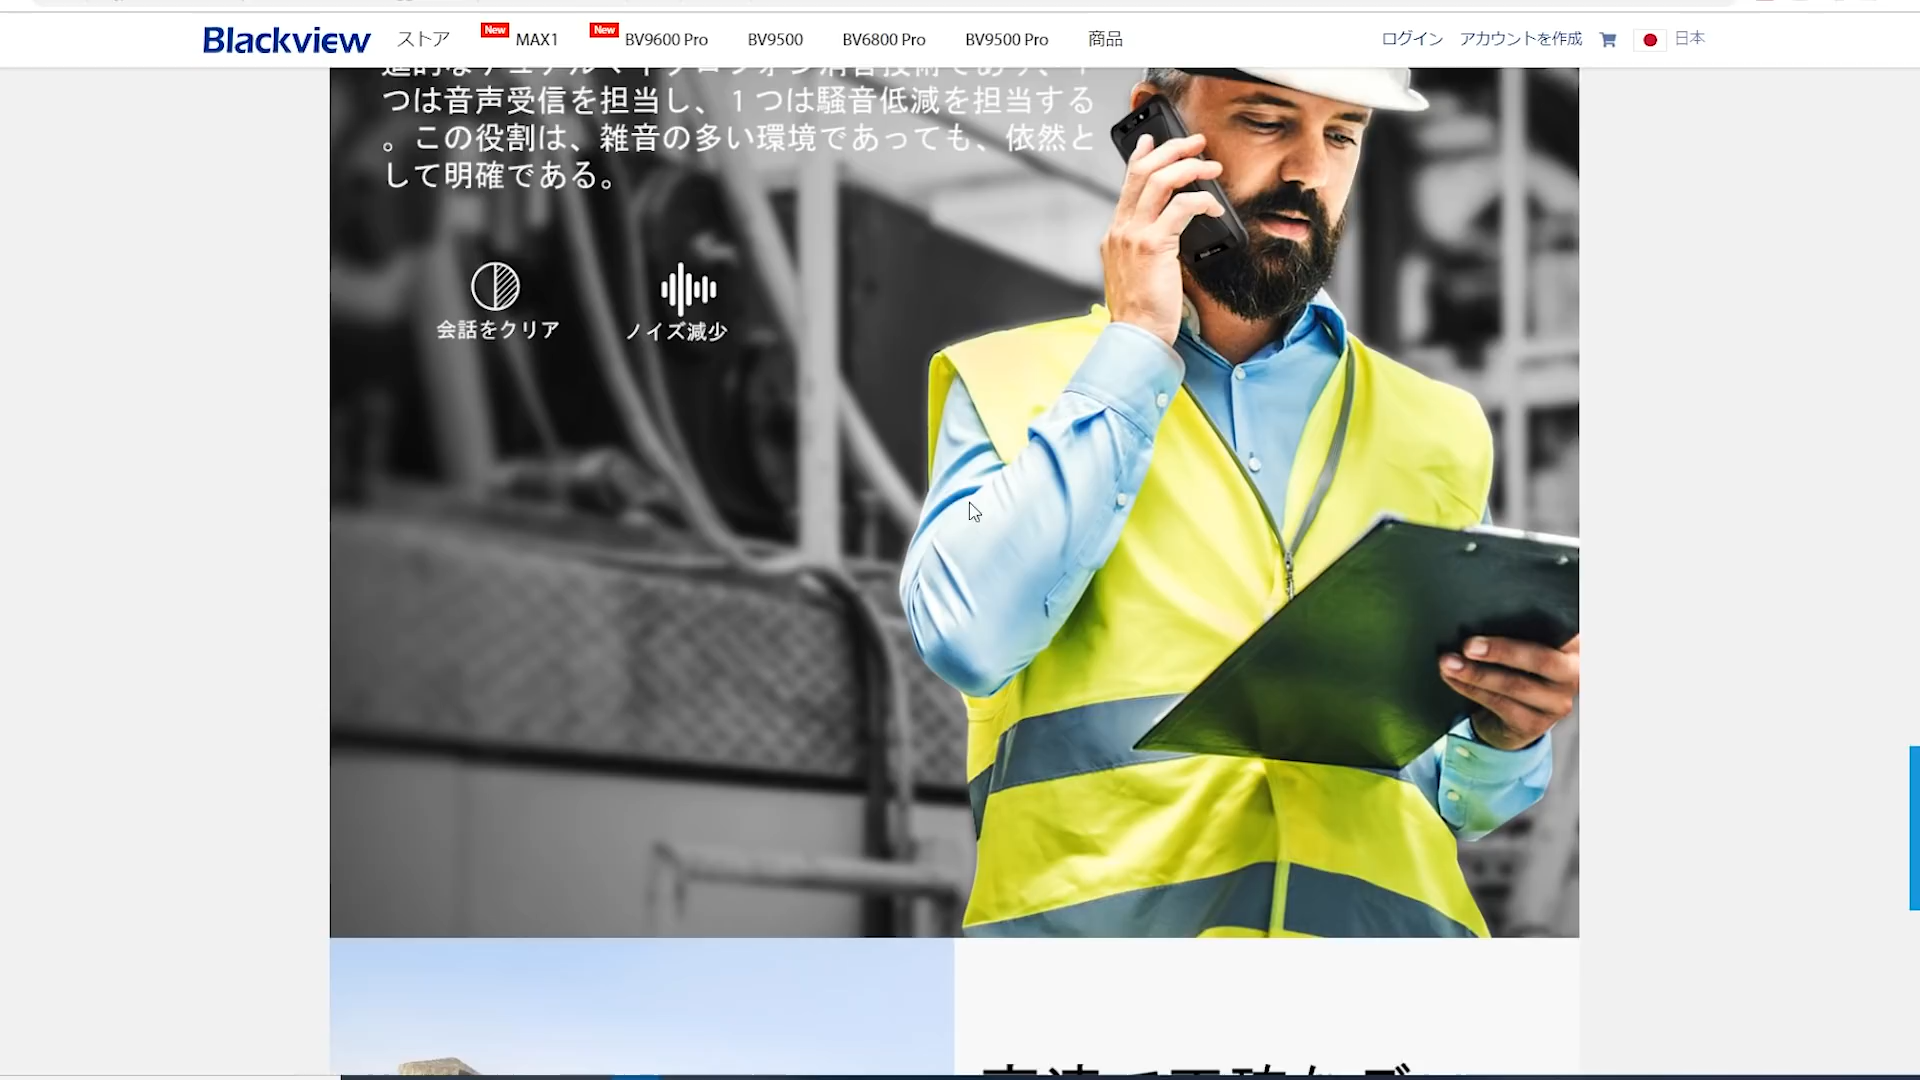 Blackview ストア New MAX1 New BV9600 Pro BV9500 BV6800 Pro BV9500 Pro 商品 ログイン アカウントを作成 日本
つは音声受信を担当し、1つは騒音低減を担当する
。この役割は、雑音の多い環境であっても、依然と
して明確である。
会話をクリア ノイズ減少